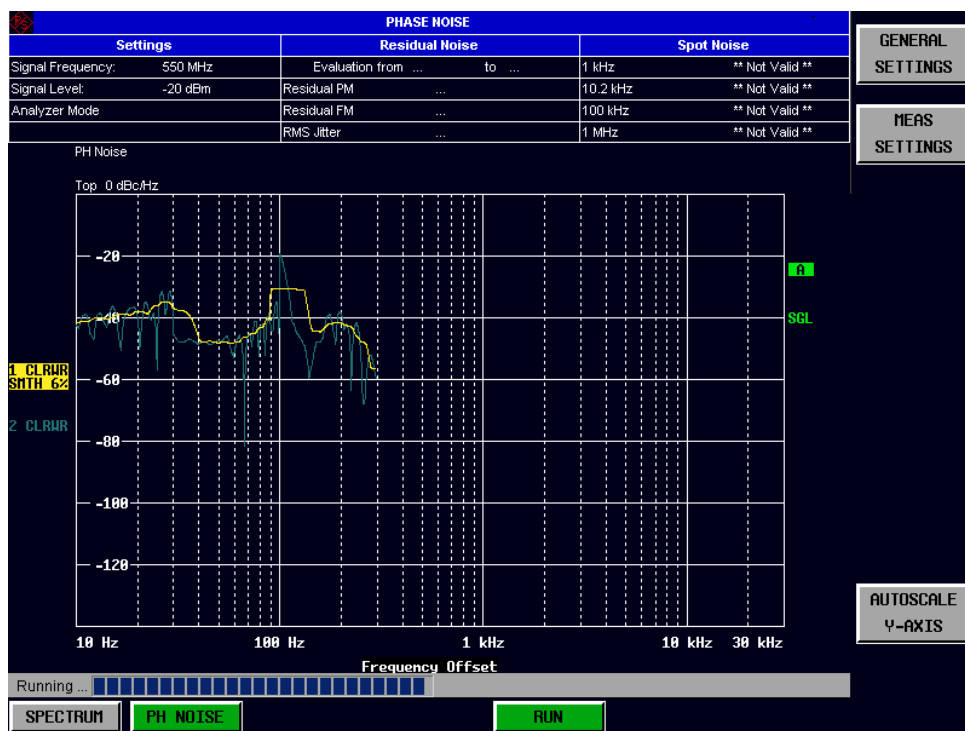 PHASE NOISE
Settings Residual Noise Spot Noise
Signal Frequency: 550 MHz Evaluation from ... to ... 1 kHz ** Not Valid **
Signal Level: -20 dBm Residual PM ... 10.2 kHz ** Not Valid **
Analyzer Mode Residual FM ... 100 kHz ** Not Valid **
RMS Jitter ... 1 MHz ** Not Valid **
GENERAL
SETTINGS
MEAS
SETTINGS
PH Noise
Top 0 dBc/Hz
-20
A
-40
SGL
1 CLRWR
SMTH 6%
-60
2 CLRWR
-80
-100
-120
AUTOSCALE
Y-AXIS
10 Hz 100 Hz 1 kHz 10 kHz 30 kHz
Frequency Offset
Running ...
SPECTRUM PH NOISE RUN